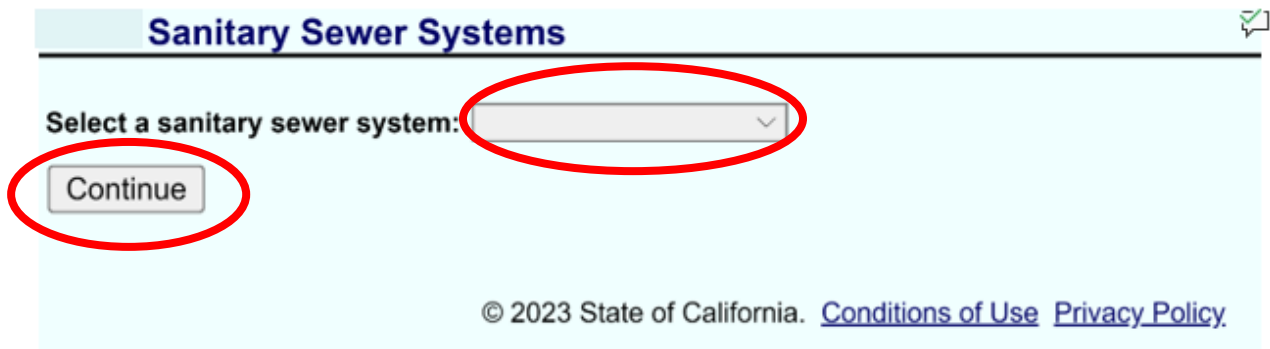 Sanitary Sewer Systems
Select a sanitary sewer system:
Continue
© 2023 State of California. Conditions of Use Privacy Policy